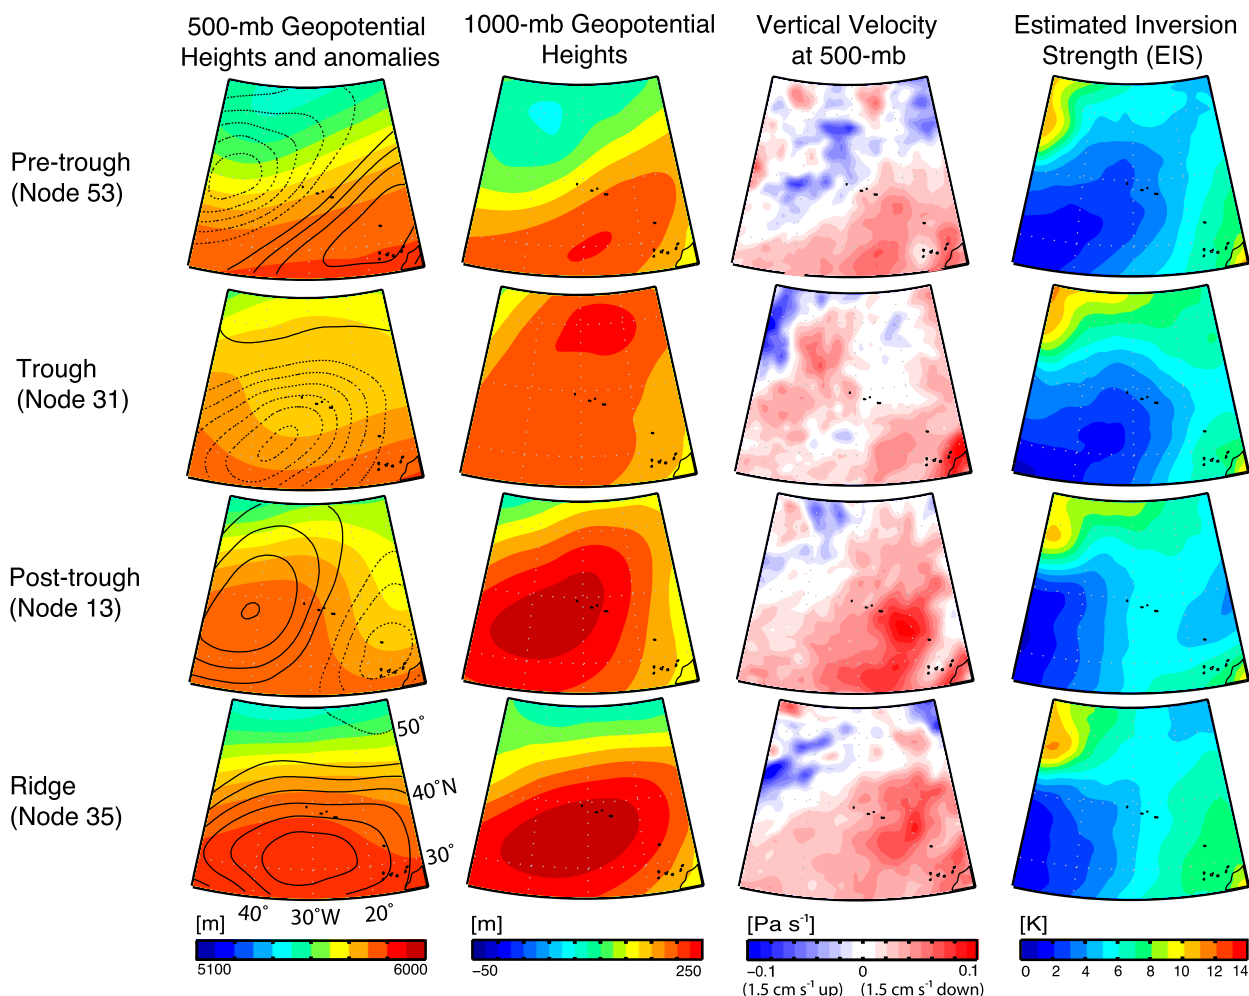 500-mb Geopotential
Heights and anomalies
1000-mb Geopotential
Heights
Vertical Velocity
at 500-mb
Estimated Inversion
Strength (EIS)
Pre-trough
(Node 53)
Trough
(Node 31)
Post-trough
(Node 13)
Ridge
(Node 35)
50°
40°N
30°
40° 30°W 20°
[m]
5100 6000
[m]
−50 250
[Pa s⁻¹]
−0.1 0 0.1
(1.5 cm s⁻¹ up) (1.5 cm s⁻¹ down)
[K]
0 2 4 6 8 10 12 14